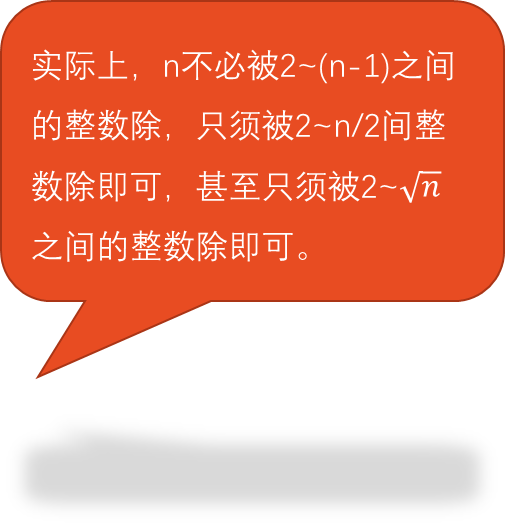 实际上，n不必被2~(n-1)之间
的整数除，只须被2~n/2间整
数除即可，甚至只须被2~√n
之间的整数除即可。